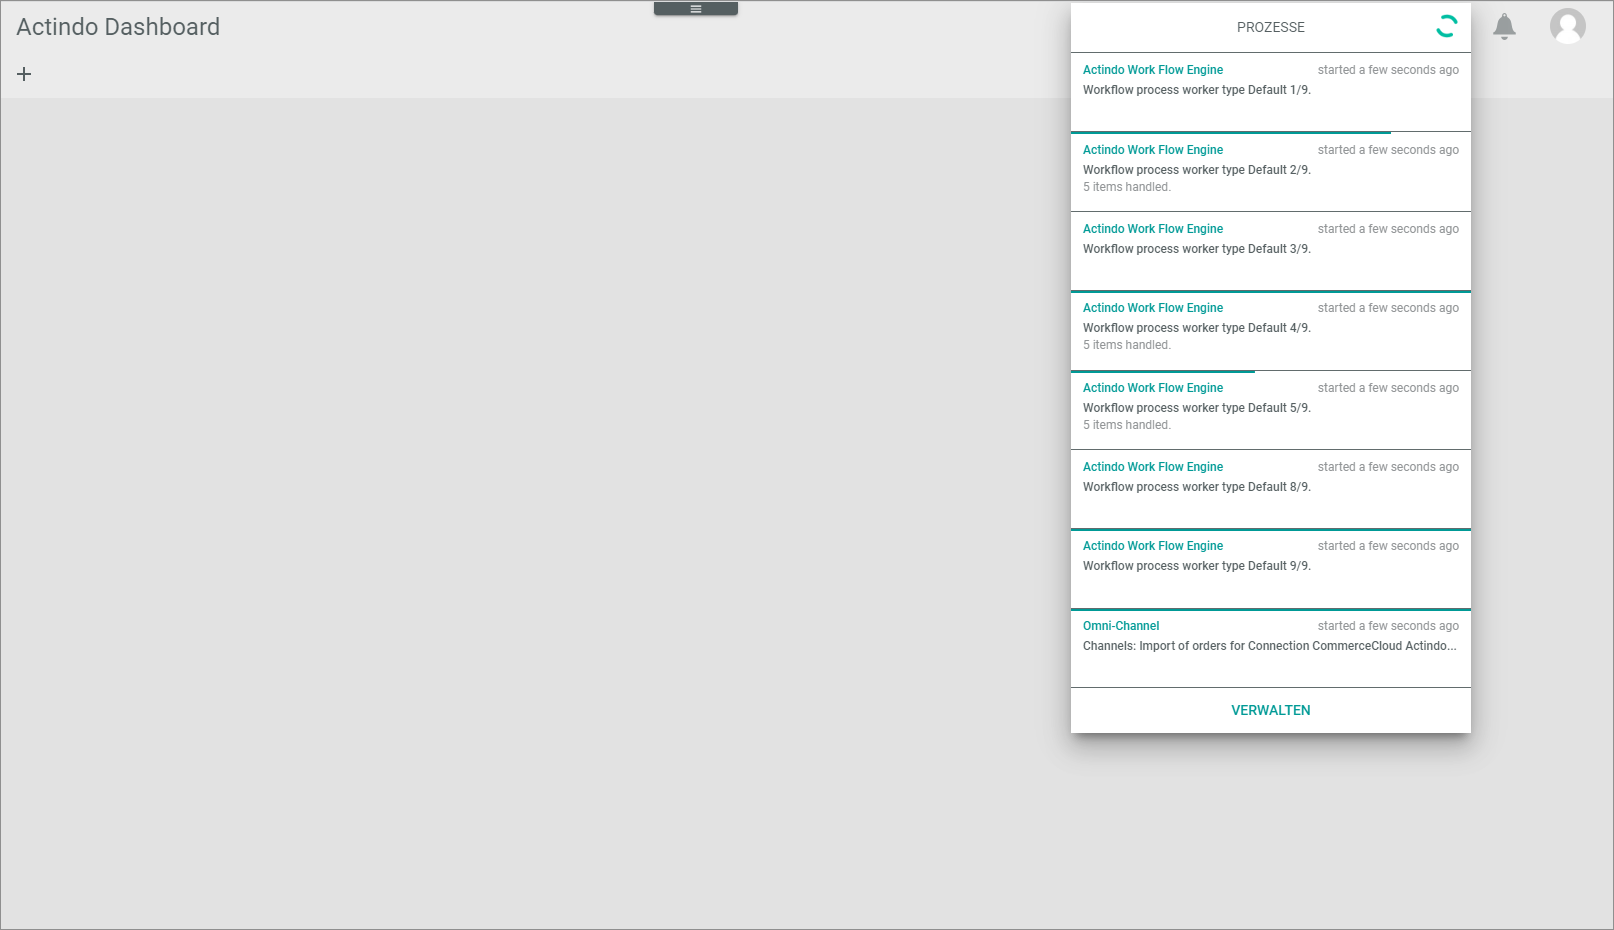 Actindo Dashboard
PROZESSE
Actindo Work Flow Engine started a few seconds ago
Workflow process worker type Default 1/9.
Actindo Work Flow Engine started a few seconds ago
Workflow process worker type Default 2/9.
5 items handled.
Actindo Work Flow Engine started a few seconds ago
Workflow process worker type Default 3/9.
Actindo Work Flow Engine started a few seconds ago
Workflow process worker type Default 4/9.
5 items handled.
Actindo Work Flow Engine started a few seconds ago
Workflow process worker type Default 5/9.
5 items handled.
Actindo Work Flow Engine started a few seconds ago
Workflow process worker type Default 8/9.
Actindo Work Flow Engine started a few seconds ago
Workflow process worker type Default 9/9.
Omni-Channel started a few seconds ago
Channels: Import of orders for Connection CommerceCloud Actindo...
VERWALTEN